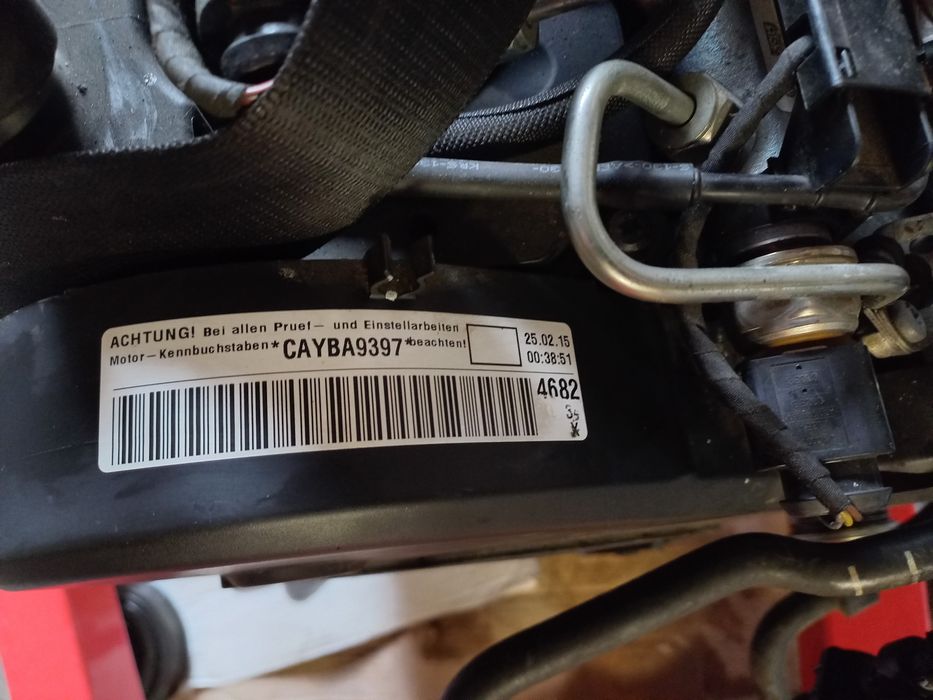 ACHTUNG! Bei allen Pruef- und Einstellarbeiten
Motor-Kennbuchstaben*CAYBA9397*beachten!
25.02.15
00:38:51
4682